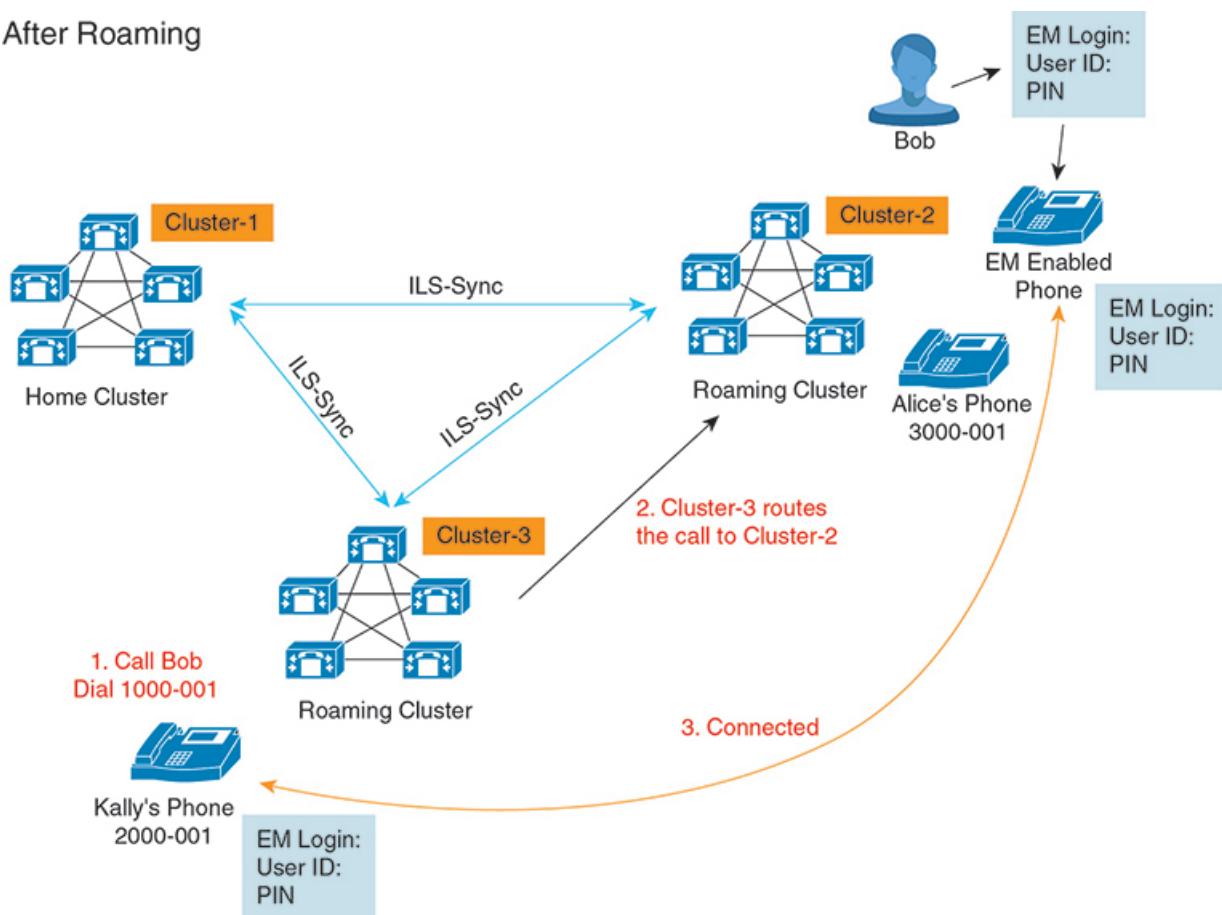 After Roaming
EM Login:
User ID:
PIN
Bob
Cluster-1
Cluster-2
EM Enabled
Phone
ILS-Sync
EM Login:
User ID:
PIN
Home Cluster
Roaming Cluster
Alice's Phone
3000-001
ILS-Sync
ILS-Sync
Cluster-3
2. Cluster-3 routes
the call to Cluster-2
1. Call Bob
Dial 1000-001
Roaming Cluster
3. Connected
Kally's Phone
2000-001
EM Login:
User ID:
PIN